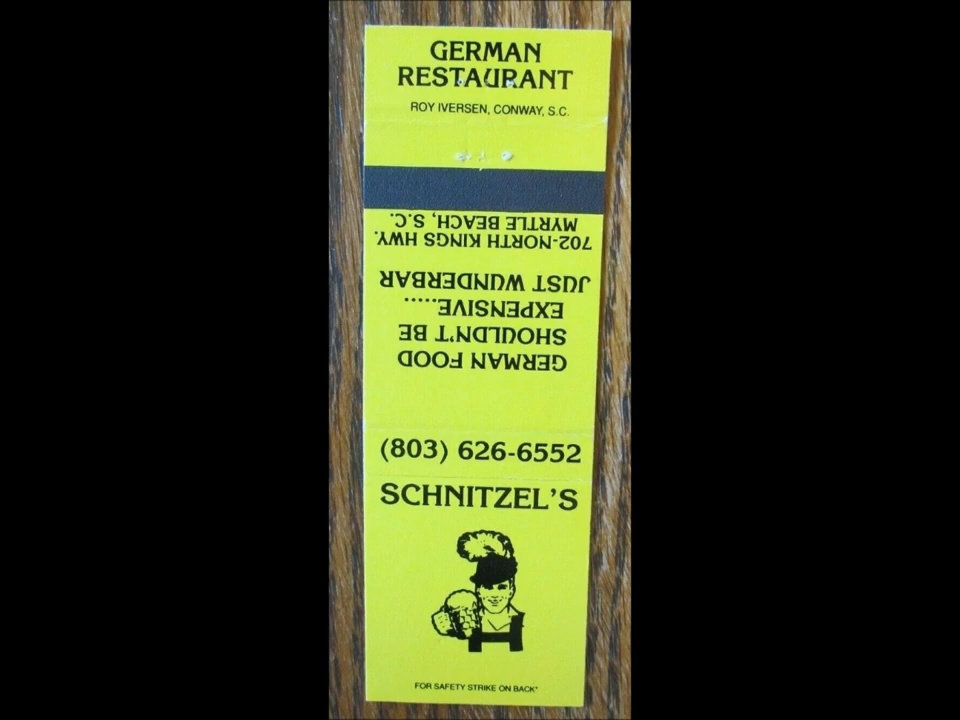 GERMAN
RESTAURANT
ROY IVERSEN, CONWAY, S.C.
GERMAN FOOD
SHOULDN'T BE
EXPENSIVE.....
JUST WUNDERBAR
702-NORTH KINGS HWY.
MYRTLE BEACH, S.C.
(803) 626-6552
SCHNITZEL'S
FOR SAFETY STRIKE ON BACK"